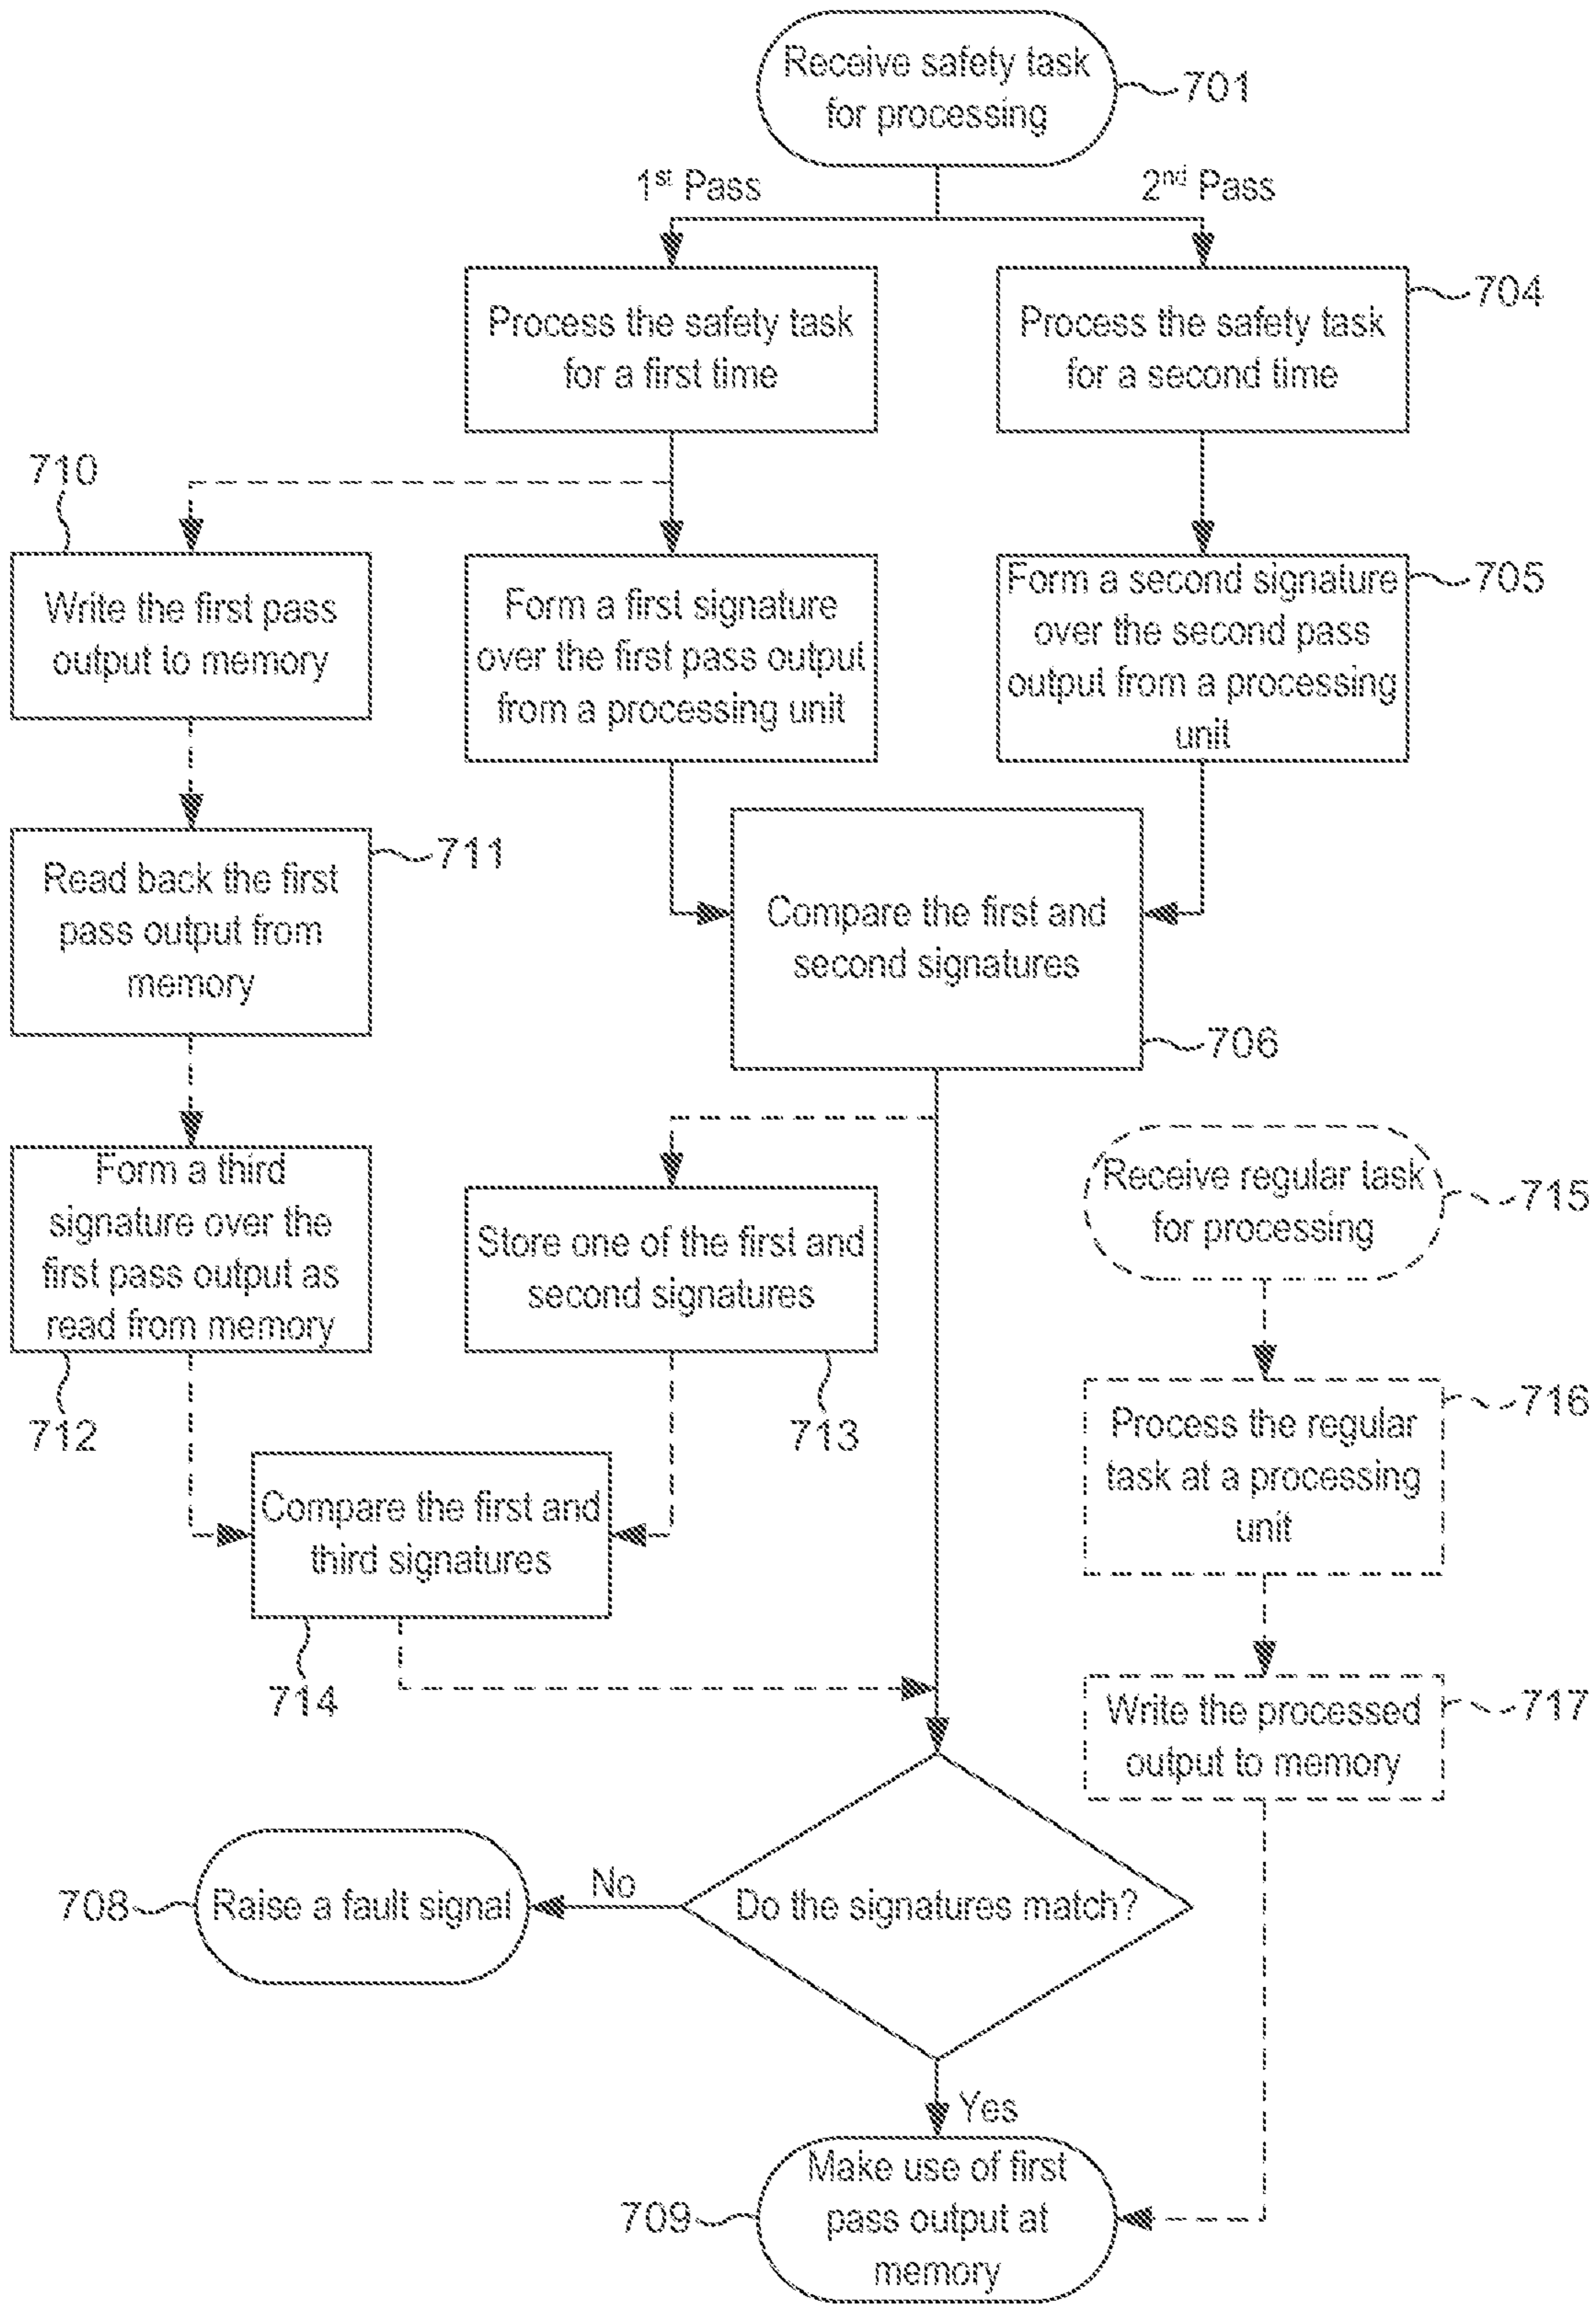 Receive safety task
for processing
701
1st Pass
2nd Pass
Process the safety task
for a first time
Process the safety task
for a second time
704
710
Write the first pass
output to memory
Form a first signature
over the first pass output
from a processing unit
Form a second signature
over the second pass
output from a processing
unit
705
Read back the first
pass output from
memory
711
Compare the first and
second signatures
706
Form a third
signature over the
first pass output as
read from memory
712
Store one of the first and
second signatures
713
Receive regular task
for processing
715
Process the regular
task at a processing
unit
716
Compare the first and
third signatures
714
Write the processed
output to memory
717
Do the signatures match?
No
Raise a fault signal
708
Yes
Make use of first
pass output at
memory
709